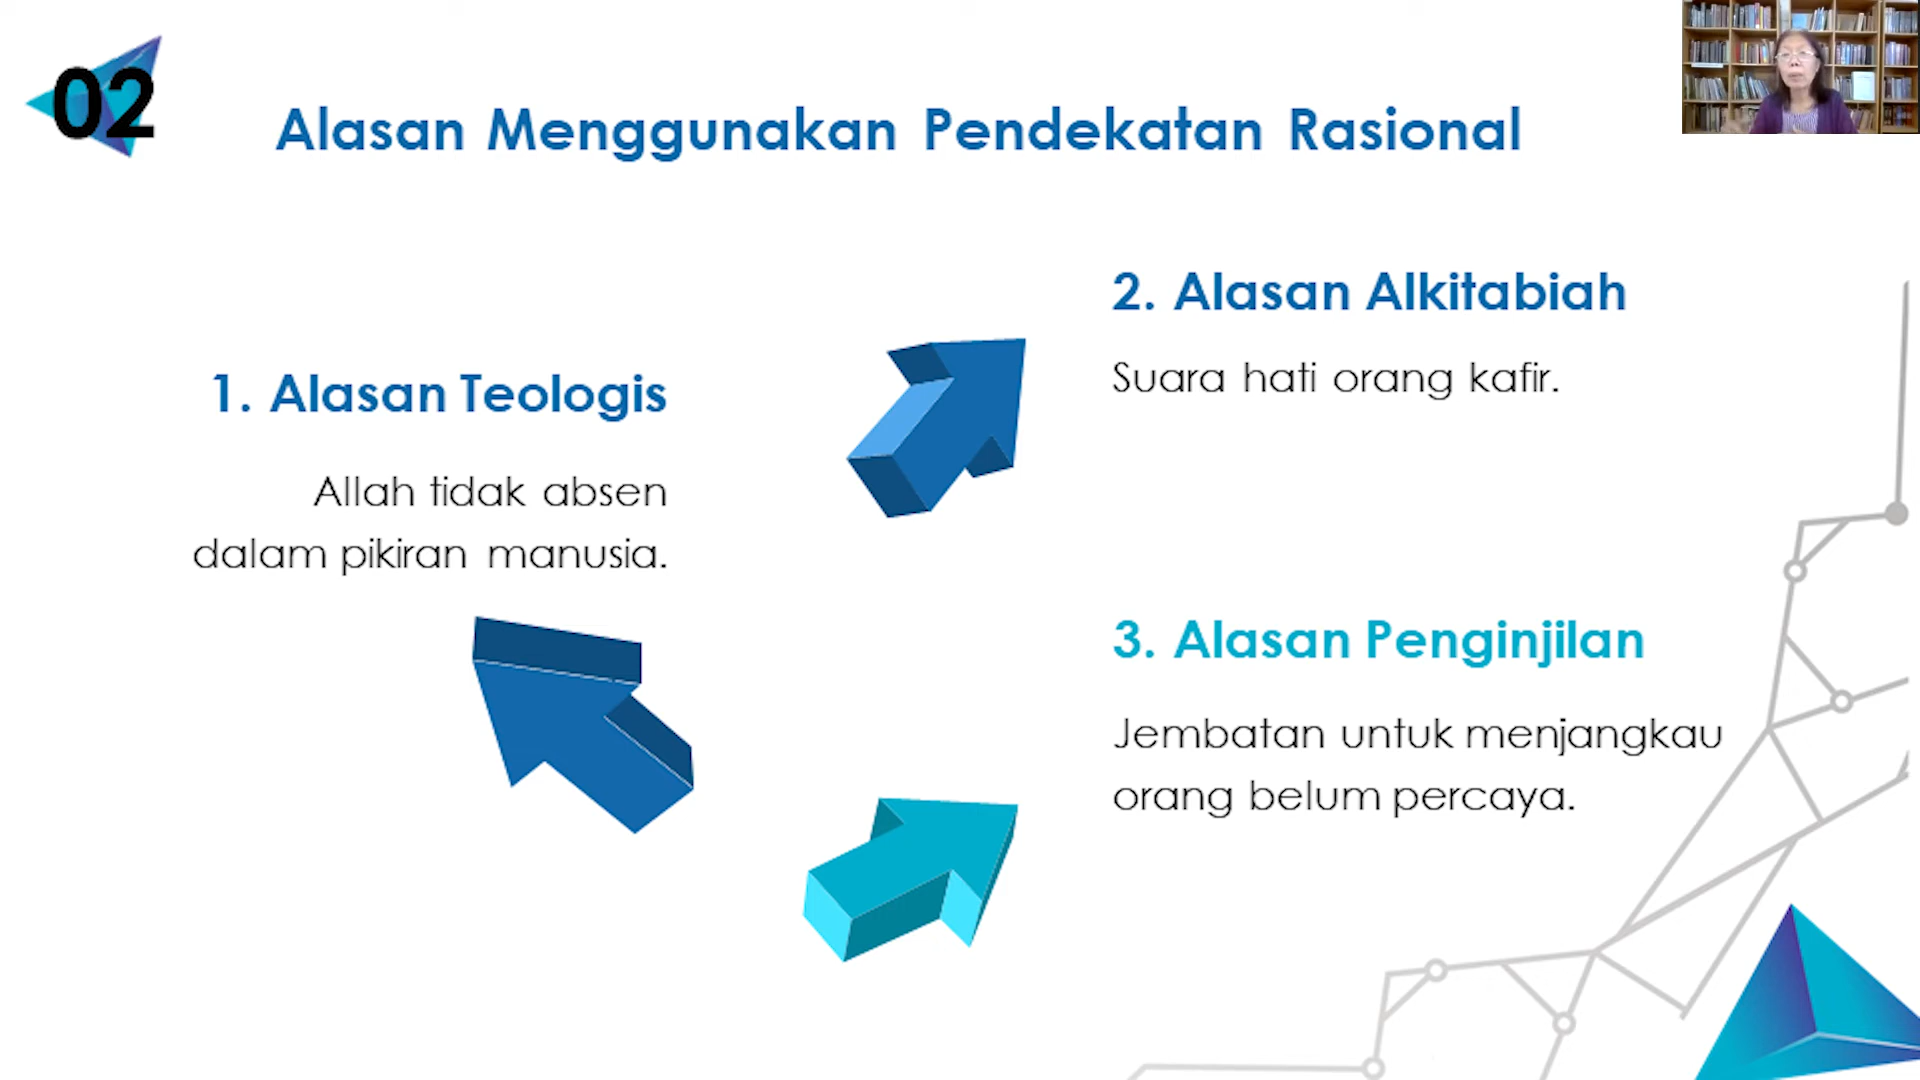 02
Alasan Menggunakan Pendekatan Rasional
1. Alasan Teologis
Allah tidak absen
dalam pikiran manusia.
2. Alasan Alkitabiah
Suara hati orang kafir.
3. Alasan Penginjilan
Jembatan untuk menjangkau
orang belum percaya.